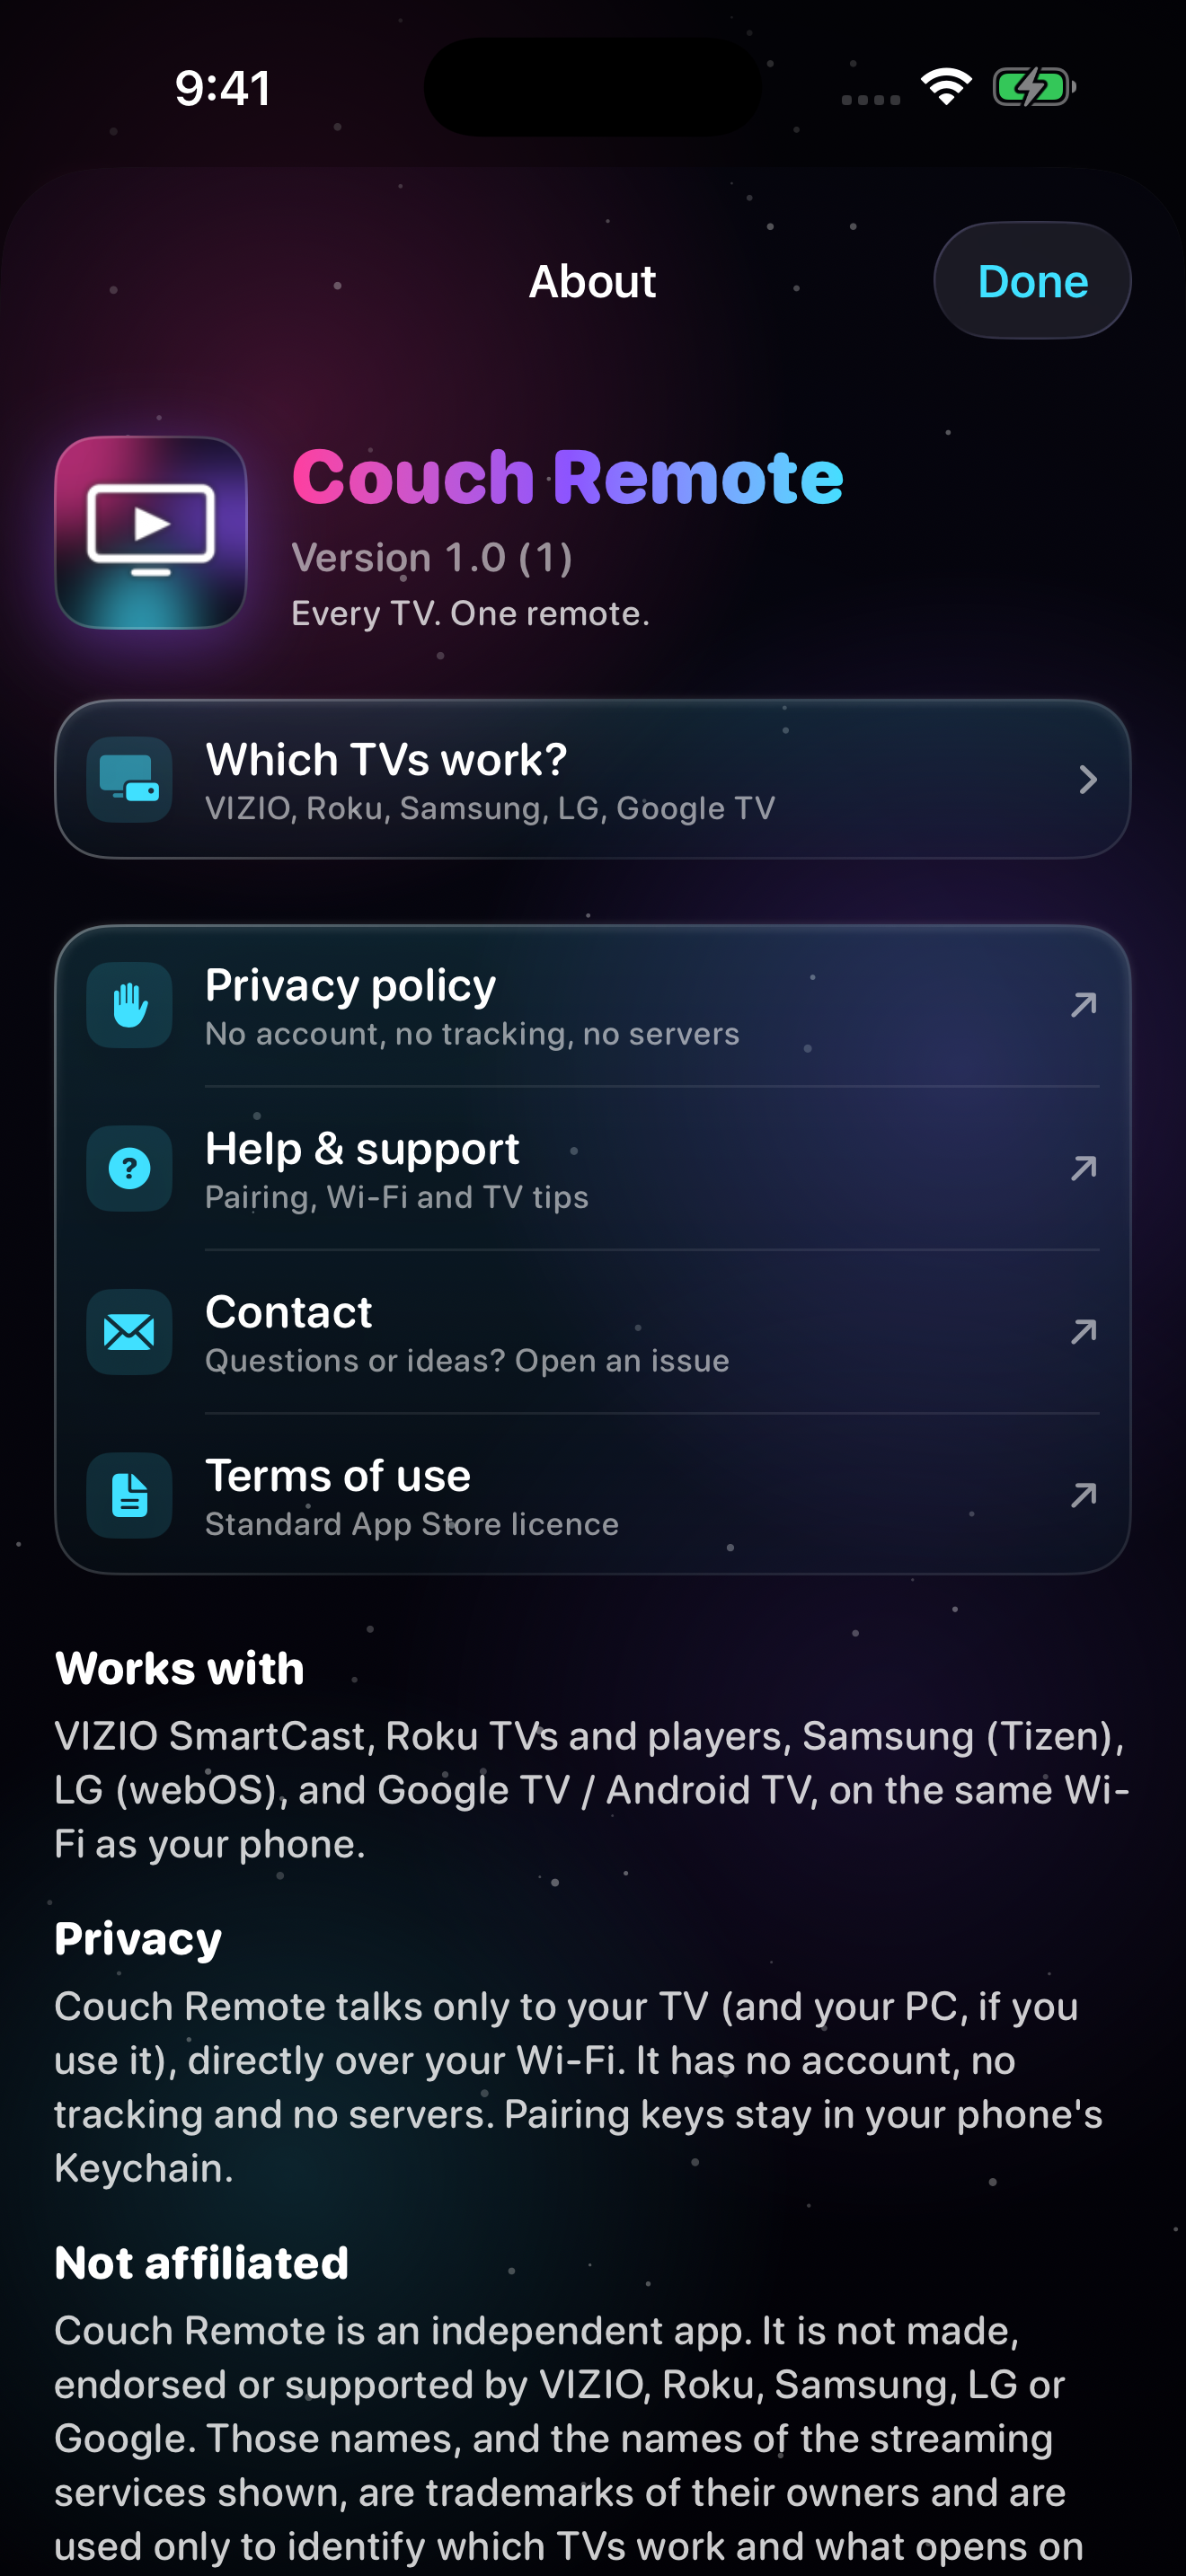 9:41
About
Done
Couch Remote
Version 1.0 (1)
Every TV. One remote.
Which TVs work?
VIZIO, Roku, Samsung, LG, Google TV
Privacy policy
No account, no tracking, no servers
Help & support
Pairing, Wi-Fi and TV tips
Contact
Questions or ideas? Open an issue
Terms of use
Standard App Store licence
Works with
VIZIO SmartCast, Roku TVs and players, Samsung (Tizen),
LG (webOS), and Google TV / Android TV, on the same Wi-
Fi as your phone.
Privacy
Couch Remote talks only to your TV (and your PC, if you
use it), directly over your Wi-Fi. It has no account, no
tracking and no servers. Pairing keys stay in your phone's
Keychain.
Not affiliated
Couch Remote is an independent app. It is not made,
endorsed or supported by VIZIO, Roku, Samsung, LG or
Google. Those names, and the names of the streaming
services shown, are trademarks of their owners and are
used only to identify which TVs work and what opens on